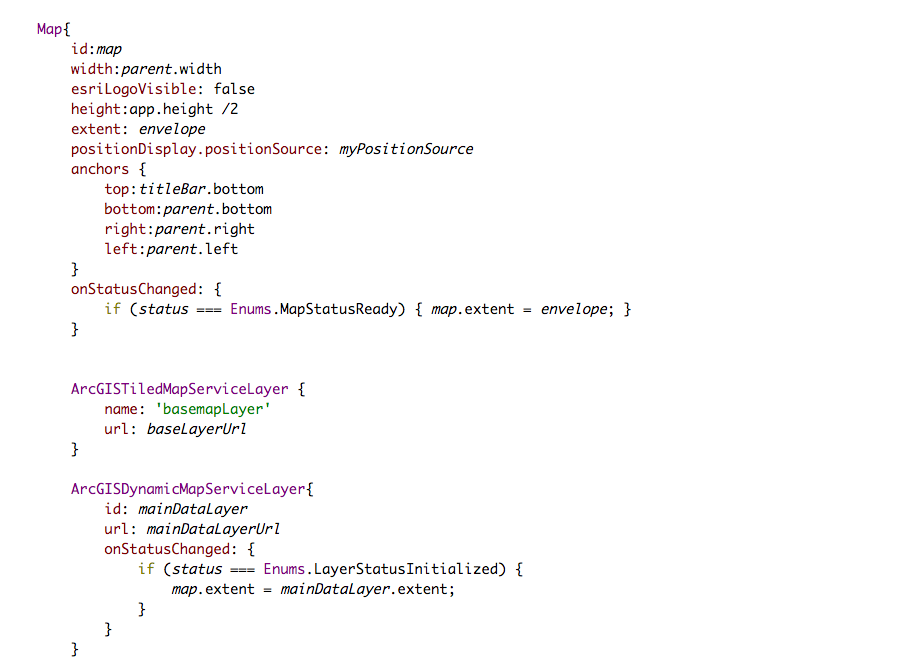 Map{
    id:map
    width:parent.width
    esriLogoVisible: false
    height:app.height /2
    extent: envelope
    positionDisplay.positionSource: myPositionSource
    anchors {
        top:titleBar.bottom
        bottom:parent.bottom
        right:parent.right
        left:parent.left
    }
    onStatusChanged: {
        if (status === Enums.MapStatusReady) { map.extent = envelope; }
    }
    ArcGISTiledMapServiceLayer {
        name: 'basemapLayer'
        url: baseLayerUrl
    }
    ArcGISDynamicMapServiceLayer{
        id: mainDataLayer
        url: mainDataLayerUrl
        onStatusChanged: {
            if (status === Enums.LayerStatusInitialized) {
                map.extent = mainDataLayer.extent;
            }
        }
    }